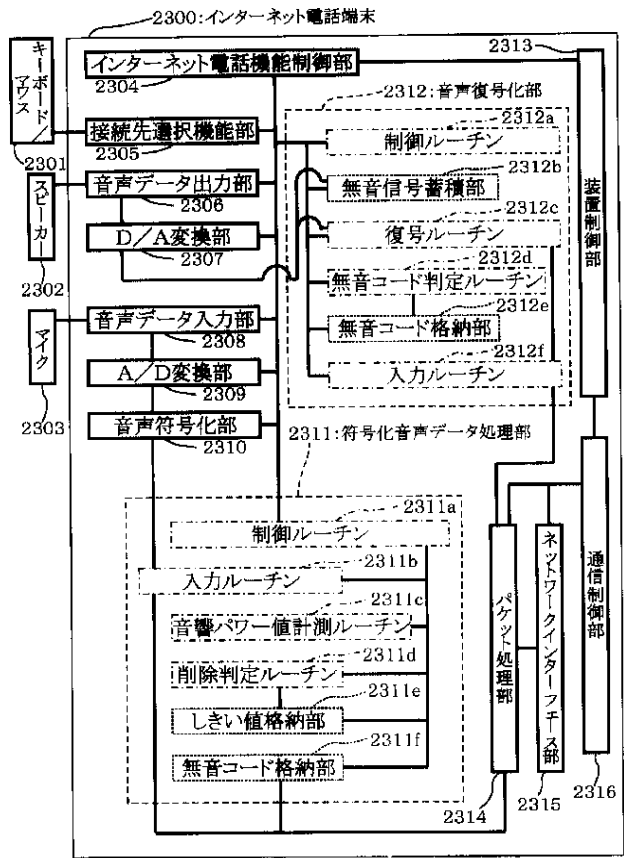 2300:インターネット電話端末
キーボード/マウス
2301
スピーカー
2302
マイク
2303
インターネット電話機能制御部
2304
接続先選択機能部
2305
音声データ出力部
2306
D/A変換部
2307
音声データ入力部
2308
A/D変換部
2309
音声符号化部
2310
2312:音声復号化部
2312a
制御ルーチン
2312b
無音信号蓄積部
2312c
復号ルーチン
2312d
無音コード判定ルーチン
2312e
無音コード格納部
2312f
入力ルーチン
2313
装置制御部
2311:符号化音声データ処理部
2311a
制御ルーチン
2311b
入力ルーチン
2311c
音響パワー値計測ルーチン
2311d
削除判定ルーチン
2311e
しきい値格納部
2311f
無音コード格納部
パケット処理部
2314
ネットワークインターフェース部
2315
通信制御部
2316